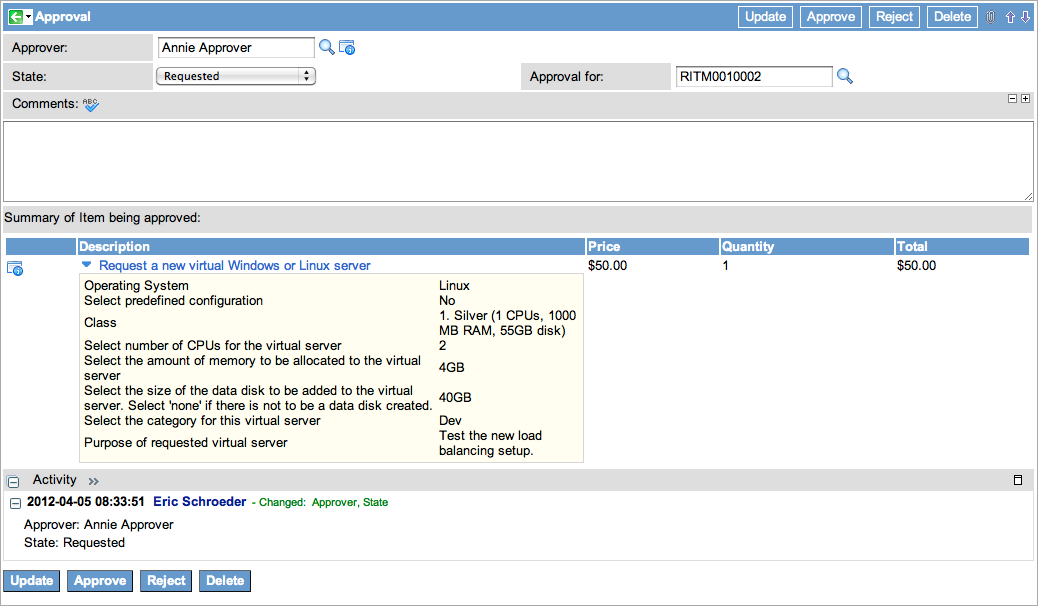 Approval Update Approve Reject Delete
Approver: Annie Approver
State: Requested Approval for: RITM0010002
Comments: ABC
Summary of Item being approved:
Description Price Quantity Total
Request a new virtual Windows or Linux server $50.00 1 $50.00
Operating System Linux
Select predefined configuration No
Class 1. Silver (1 CPUs, 1000
MB RAM, 55GB disk)
Select number of CPUs for the virtual server 2
Select the amount of memory to be allocated to the virtual
server 4GB
Select the size of the data disk to be added to the virtual
server. Select 'none' if there is not to be a data disk created. 40GB
Select the category for this virtual server Dev
Purpose of requested virtual server Test the new load
balancing setup.
Activity
2012-04-05 08:33:51 Eric Schroeder - Changed: Approver, State
Approver: Annie Approver
State: Requested
Update Approve Reject Delete